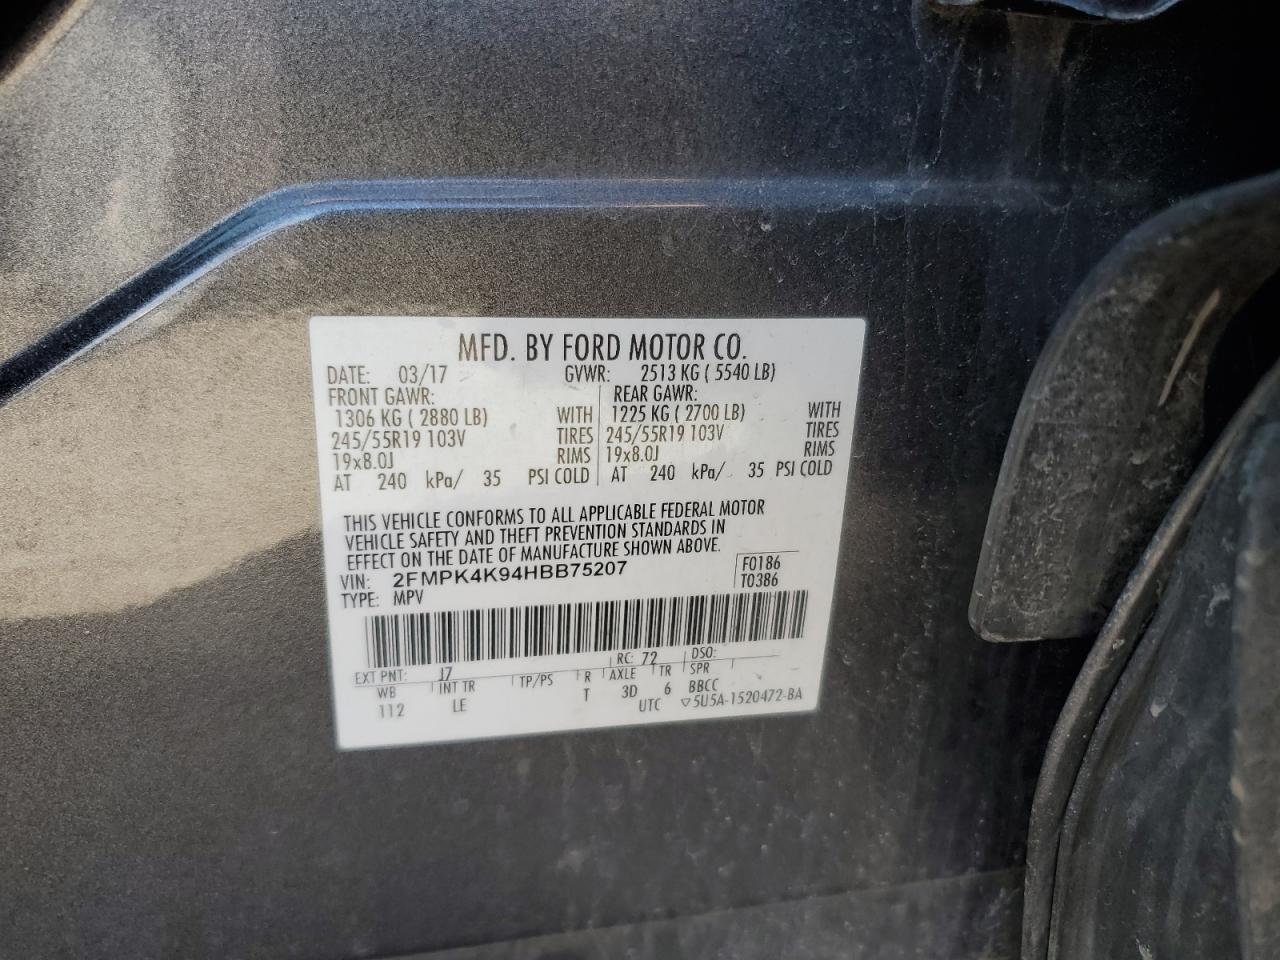 MFD. BY FORD MOTOR CO.
DATE: 03/17 GVWR: 2513 KG ( 5540 LB)
FRONT GAWR: REAR GAWR:
1306 KG ( 2880 LB) WITH 1225 KG ( 2700 LB) WITH
245/55R19 103V TIRES 245/55R19 103V TIRES
19x8.0J RIMS 19x8.0J RIMS
AT 240 kPa/ 35 PSI COLD AT 240 kPa/ 35 PSI COLD
THIS VEHICLE CONFORMS TO ALL APPLICABLE FEDERAL MOTOR
VEHICLE SAFETY AND THEFT PREVENTION STANDARDS IN
EFFECT ON THE DATE OF MANUFACTURE SHOWN ABOVE.
VIN: 2FMPK4K94HBB75207 F0186
TYPE: MPV T0386
EXT PNT: J7 RC: 72 DSO:
WB INT TR TP/PS R AXLE TR SPR
112 LE T 3D 6 BBCC
UTC ▽5U5A-1520472-BA